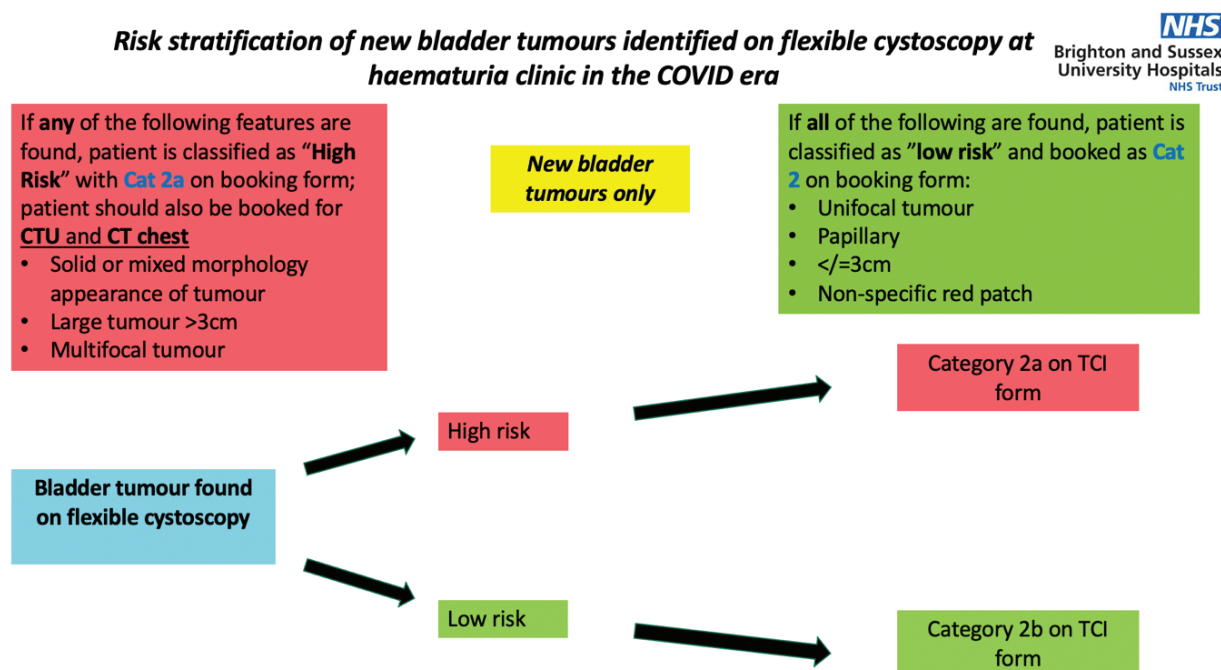 Risk stratification of new bladder tumours identified on flexible cystoscopy at
haematuria clinic in the COVID era
NHS
Brighton and Sussex
University Hospitals
NHS Trust
If any of the following features are
found, patient is classified as “High
Risk” with Cat 2a on booking form;
patient should also be booked for
CTU and CT chest
• Solid or mixed morphology
appearance of tumour
• Large tumour >3cm
• Multifocal tumour
New bladder
tumours only
If all of the following are found, patient is
classified as ”low risk” and booked as Cat
2 on booking form:
• Unifocal tumour
• Papillary
• </=3cm
• Non-specific red patch
Category 2a on TCI
form
High risk
Bladder tumour found
on flexible cystoscopy
Low risk
Category 2b on TCI
form